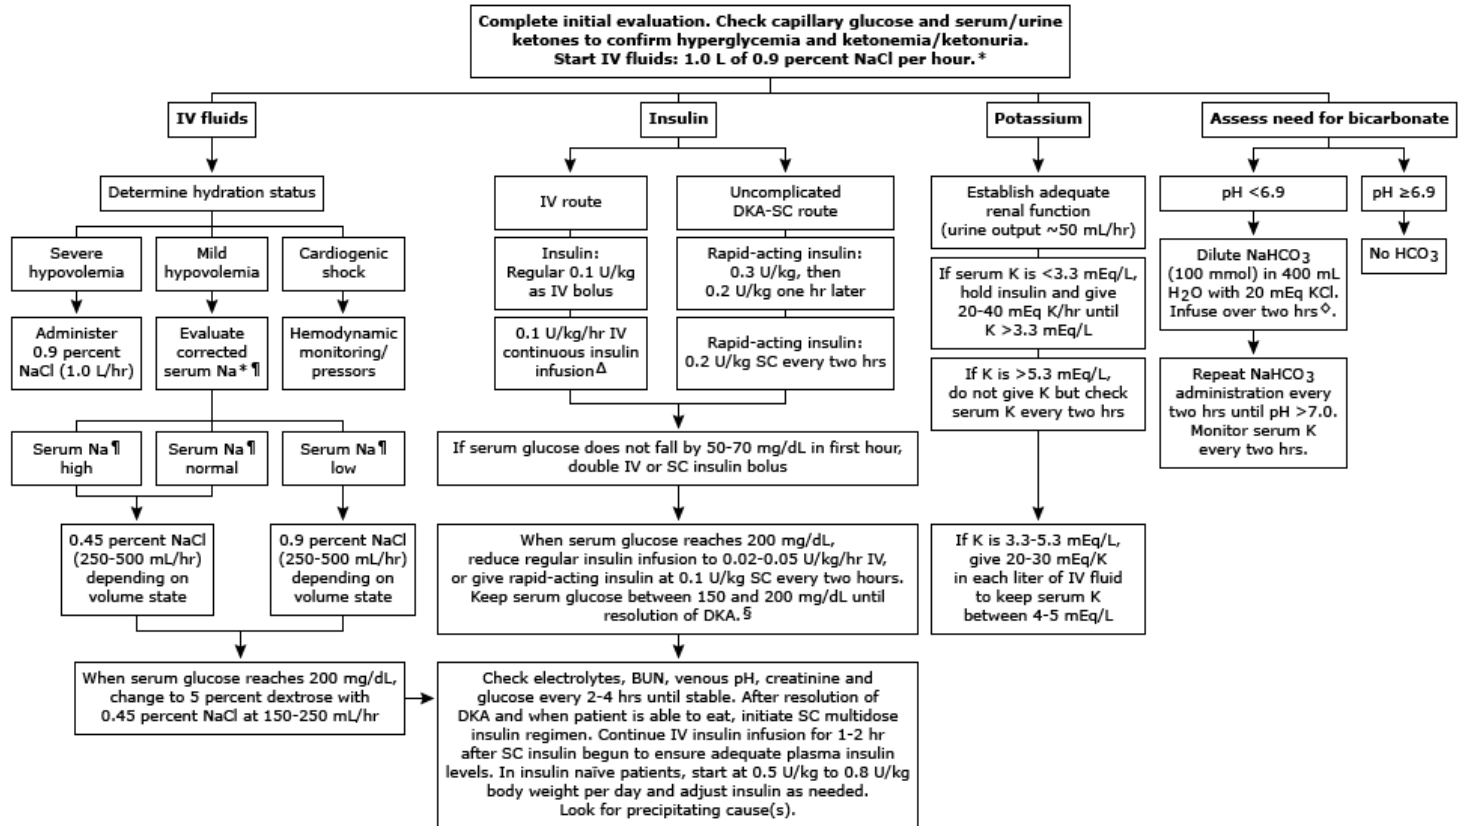 Complete initial evaluation. Check capillary glucose and serum/urine
ketones to confirm hyperglycemia and ketonemia/ketonuria.
Start IV fluids: 1.0 L of 0.9 percent NaCl per hour.*
IV fluids
Insulin
Potassium
Assess need for bicarbonate
Determine hydration status
Severe
hypovolemia
Mild
hypovolemia
Cardiogenic
shock
Administer
0.9 percent
NaCl (1.0 L/hr)
Evaluate
corrected
serum Na*¶
Hemodynamic
monitoring/
pressors
Serum Na¶
high
Serum Na¶
normal
Serum Na¶
low
0.45 percent NaCl
(250-500 mL/hr)
depending on
volume state
0.9 percent NaCl
(250-500 mL/hr)
depending on
volume state
When serum glucose reaches 200 mg/dL,
change to 5 percent dextrose with
0.45 percent NaCl at 150-250 mL/hr
IV route
Uncomplicated
DKA-SC route
Insulin:
Regular 0.1 U/kg
as IV bolus
Rapid-acting insulin:
0.3 U/kg, then
0.2 U/kg one hr later
0.1 U/kg/hr IV
continuous insulin
infusionΔ
Rapid-acting insulin:
0.2 U/kg SC every two hrs
If serum glucose does not fall by 50-70 mg/dL in first hour,
double IV or SC insulin bolus
When serum glucose reaches 200 mg/dL,
reduce regular insulin infusion to 0.02-0.05 U/kg/hr IV,
or give rapid-acting insulin at 0.1 U/kg SC every two hours.
Keep serum glucose between 150 and 200 mg/dL until
resolution of DKA.§
Check electrolytes, BUN, venous pH, creatinine and
glucose every 2-4 hrs until stable. After resolution of
DKA and when patient is able to eat, initiate SC multidose
insulin regimen. Continue IV insulin infusion for 1-2 hr
after SC insulin begun to ensure adequate plasma insulin
levels. In insulin naïve patients, start at 0.5 U/kg to 0.8 U/kg
body weight per day and adjust insulin as needed.
Look for precipitating cause(s).
Establish adequate
renal function
(urine output ~50 mL/hr)
If serum K is <3.3 mEq/L,
hold insulin and give
20-40 mEq K/hr until
K >3.3 mEq/L
If K is >5.3 mEq/L,
do not give K but check
serum K every two hrs
If K is 3.3-5.3 mEq/L,
give 20-30 mEq/K
in each liter of IV fluid
to keep serum K
between 4-5 mEq/L
pH <6.9
pH ≥6.9
Dilute NaHCO3
(100 mmol) in 400 mL
H2O with 20 mEq KCl.
Infuse over two hrs◊.
No HCO3
Repeat NaHCO3
administration every
two hrs until pH >7.0.
Monitor serum K
every two hrs.